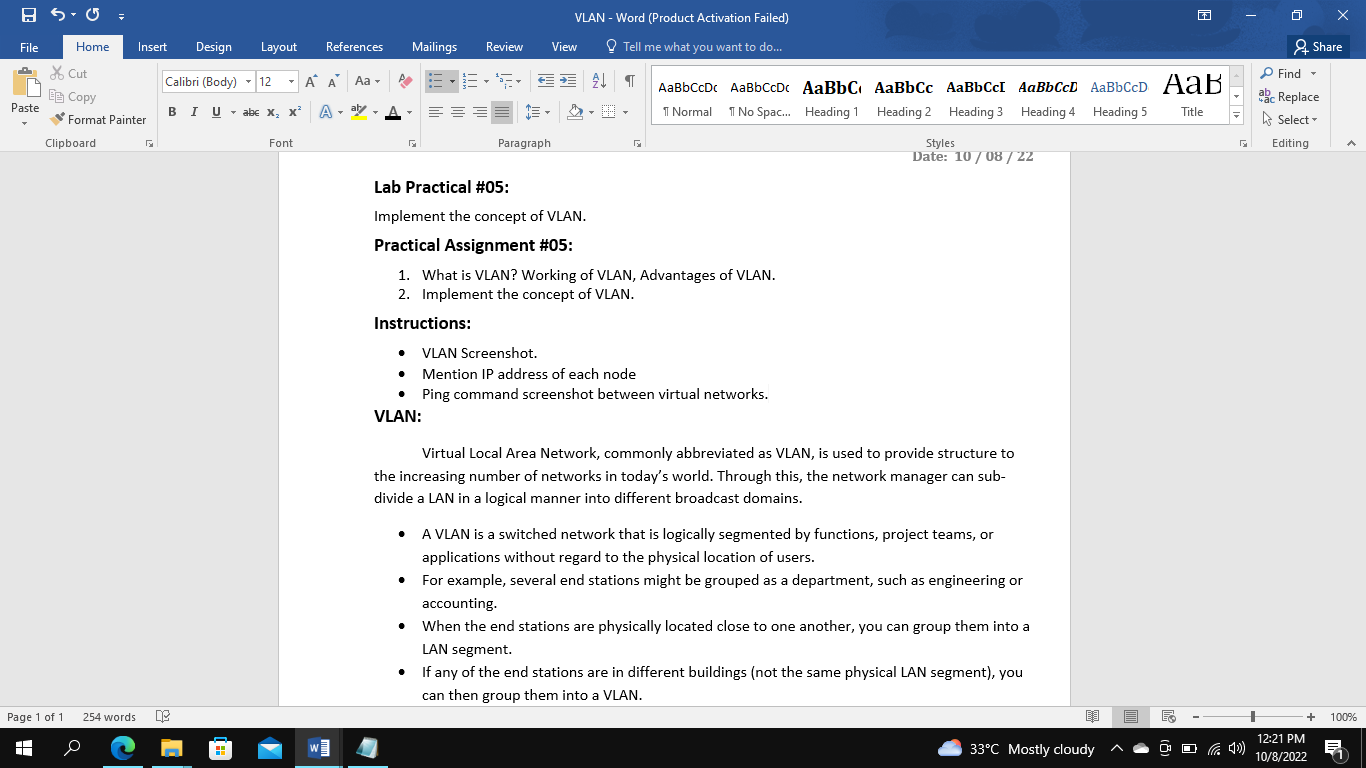 VLAN - Word (Product Activation Failed)
File Home Insert Design Layout References Mailings Review View Tell me what you want to do... Share
Paste
Cut
Copy
Format Painter
Clipboard
Calibri (Body) 12
A A Aa A
B I U abc x₂ x² A ab A
Font
Paragraph
AaBbCcDc AaBbCcDc AaBbC AaBbCc AaBbCcI AaBbCcD AaBbCcD AaB
¶ Normal ¶ No Spac... Heading 1 Heading 2 Heading 3 Heading 4 Heading 5 Title
Styles
Find
Replace
Select
Editing
Date: 10 / 08 / 22
Lab Practical #05:
Implement the concept of VLAN.
Practical Assignment #05:
1. What is VLAN? Working of VLAN, Advantages of VLAN.
2. Implement the concept of VLAN.
Instructions:
• VLAN Screenshot.
• Mention IP address of each node
• Ping command screenshot between virtual networks.
VLAN:
Virtual Local Area Network, commonly abbreviated as VLAN, is used to provide structure to
the increasing number of networks in today’s world. Through this, the network manager can sub-
divide a LAN in a logical manner into different broadcast domains.
• A VLAN is a switched network that is logically segmented by functions, project teams, or
applications without regard to the physical location of users.
• For example, several end stations might be grouped as a department, such as engineering or
accounting.
• When the end stations are physically located close to one another, you can group them into a
LAN segment.
• If any of the end stations are in different buildings (not the same physical LAN segment), you
can then group them into a VLAN.
Page 1 of 1 254 words 100%
33°C Mostly cloudy 12:21 PM
10/8/2022 1